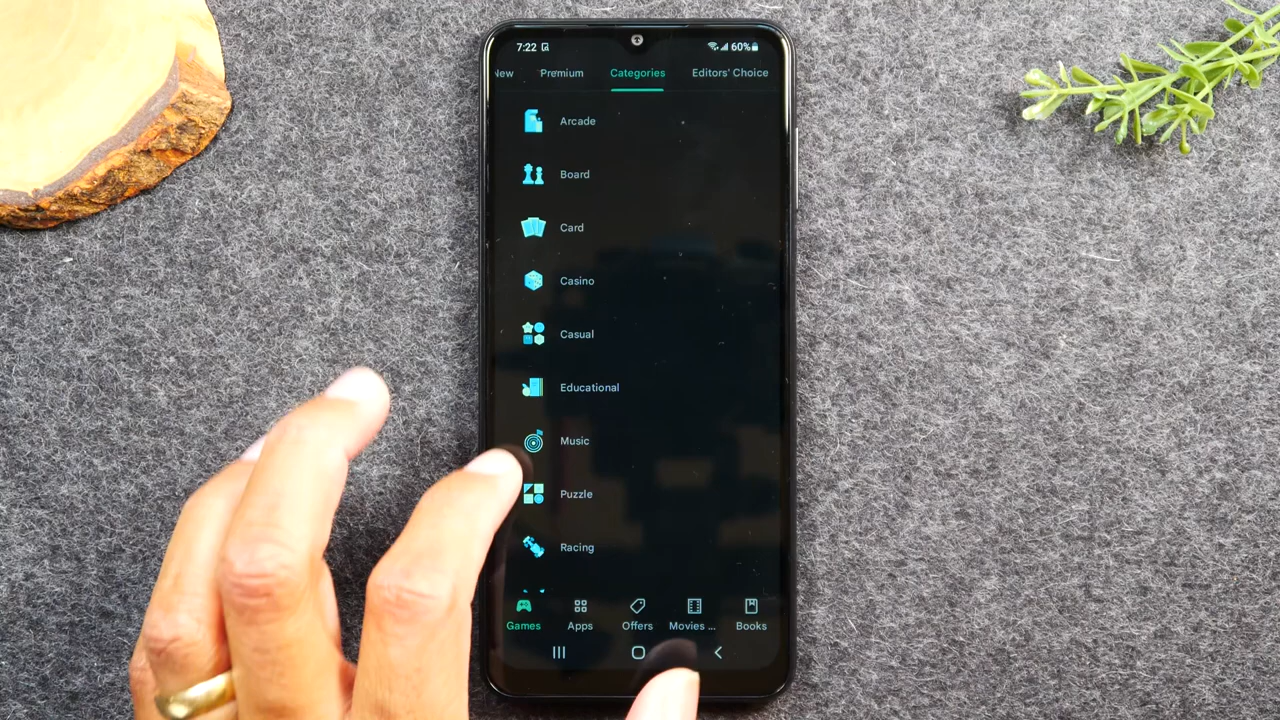 7:22 60%
New Premium Categories Editors' Choice
Arcade
Board
Card
Casino
Casual
Educational
Music
Puzzle
Racing
Games Apps Offers Movies ... Books